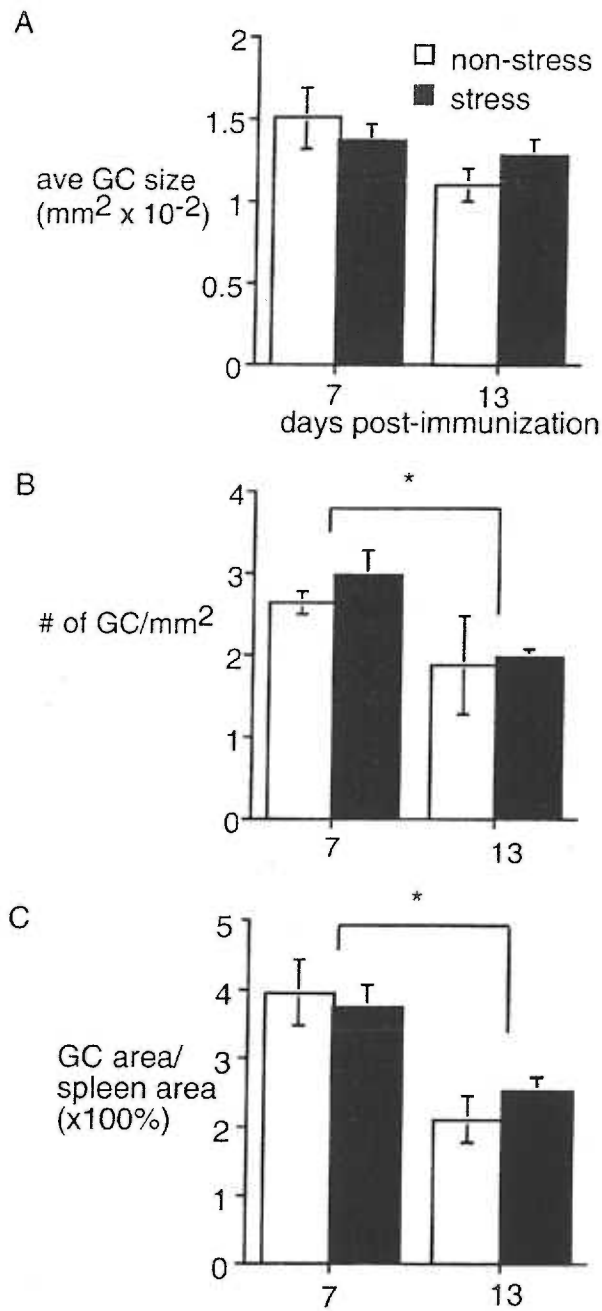 A
2
non-stress
stress
1.5
ave GC size
(mm2 x 10-2)
1
0.5
0
7
13
days post-immunization
B
*
4
3
# of GC/mm2
2
1
0
7
13
C
*
5
4
GC area/
spleen area
(x100%)
3
2
1
0
7
13